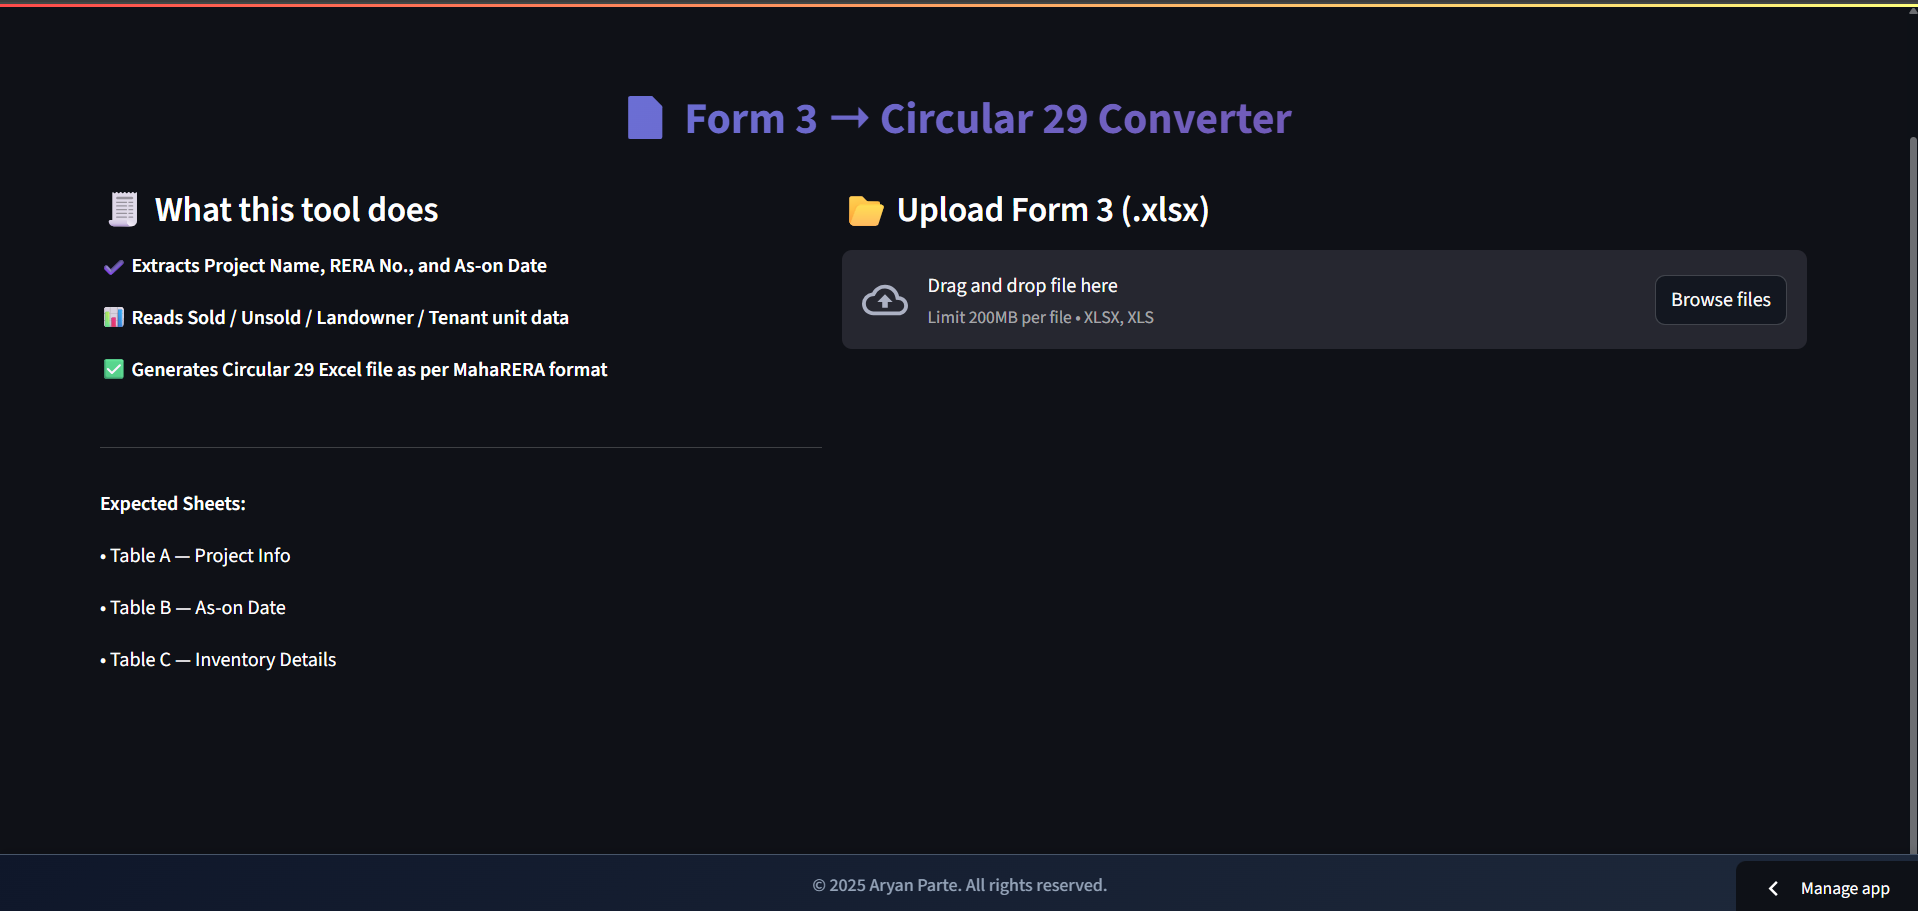 Form 3 → Circular 29 Converter
What this tool does
Extracts Project Name, RERA No., and As-on Date
Reads Sold / Unsold / Landowner / Tenant unit data
Generates Circular 29 Excel file as per MahaRERA format
Expected Sheets:
• Table A — Project Info
• Table B — As-on Date
• Table C — Inventory Details
Upload Form 3 (.xlsx)
Drag and drop file here
Limit 200MB per file • XLSX, XLS
Browse files
© 2025 Aryan Parte. All rights reserved.
Manage app